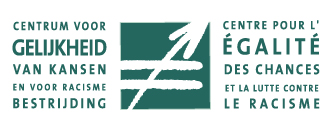 CENTRUM VOOR
GELIJKHEID
VAN KANSEN
EN VOOR RACISME
BESTRIJDING
CENTRE POUR L'
ÉGALITÉ
DES CHANCES
ET LA LUTTE CONTRE
LE RACISME